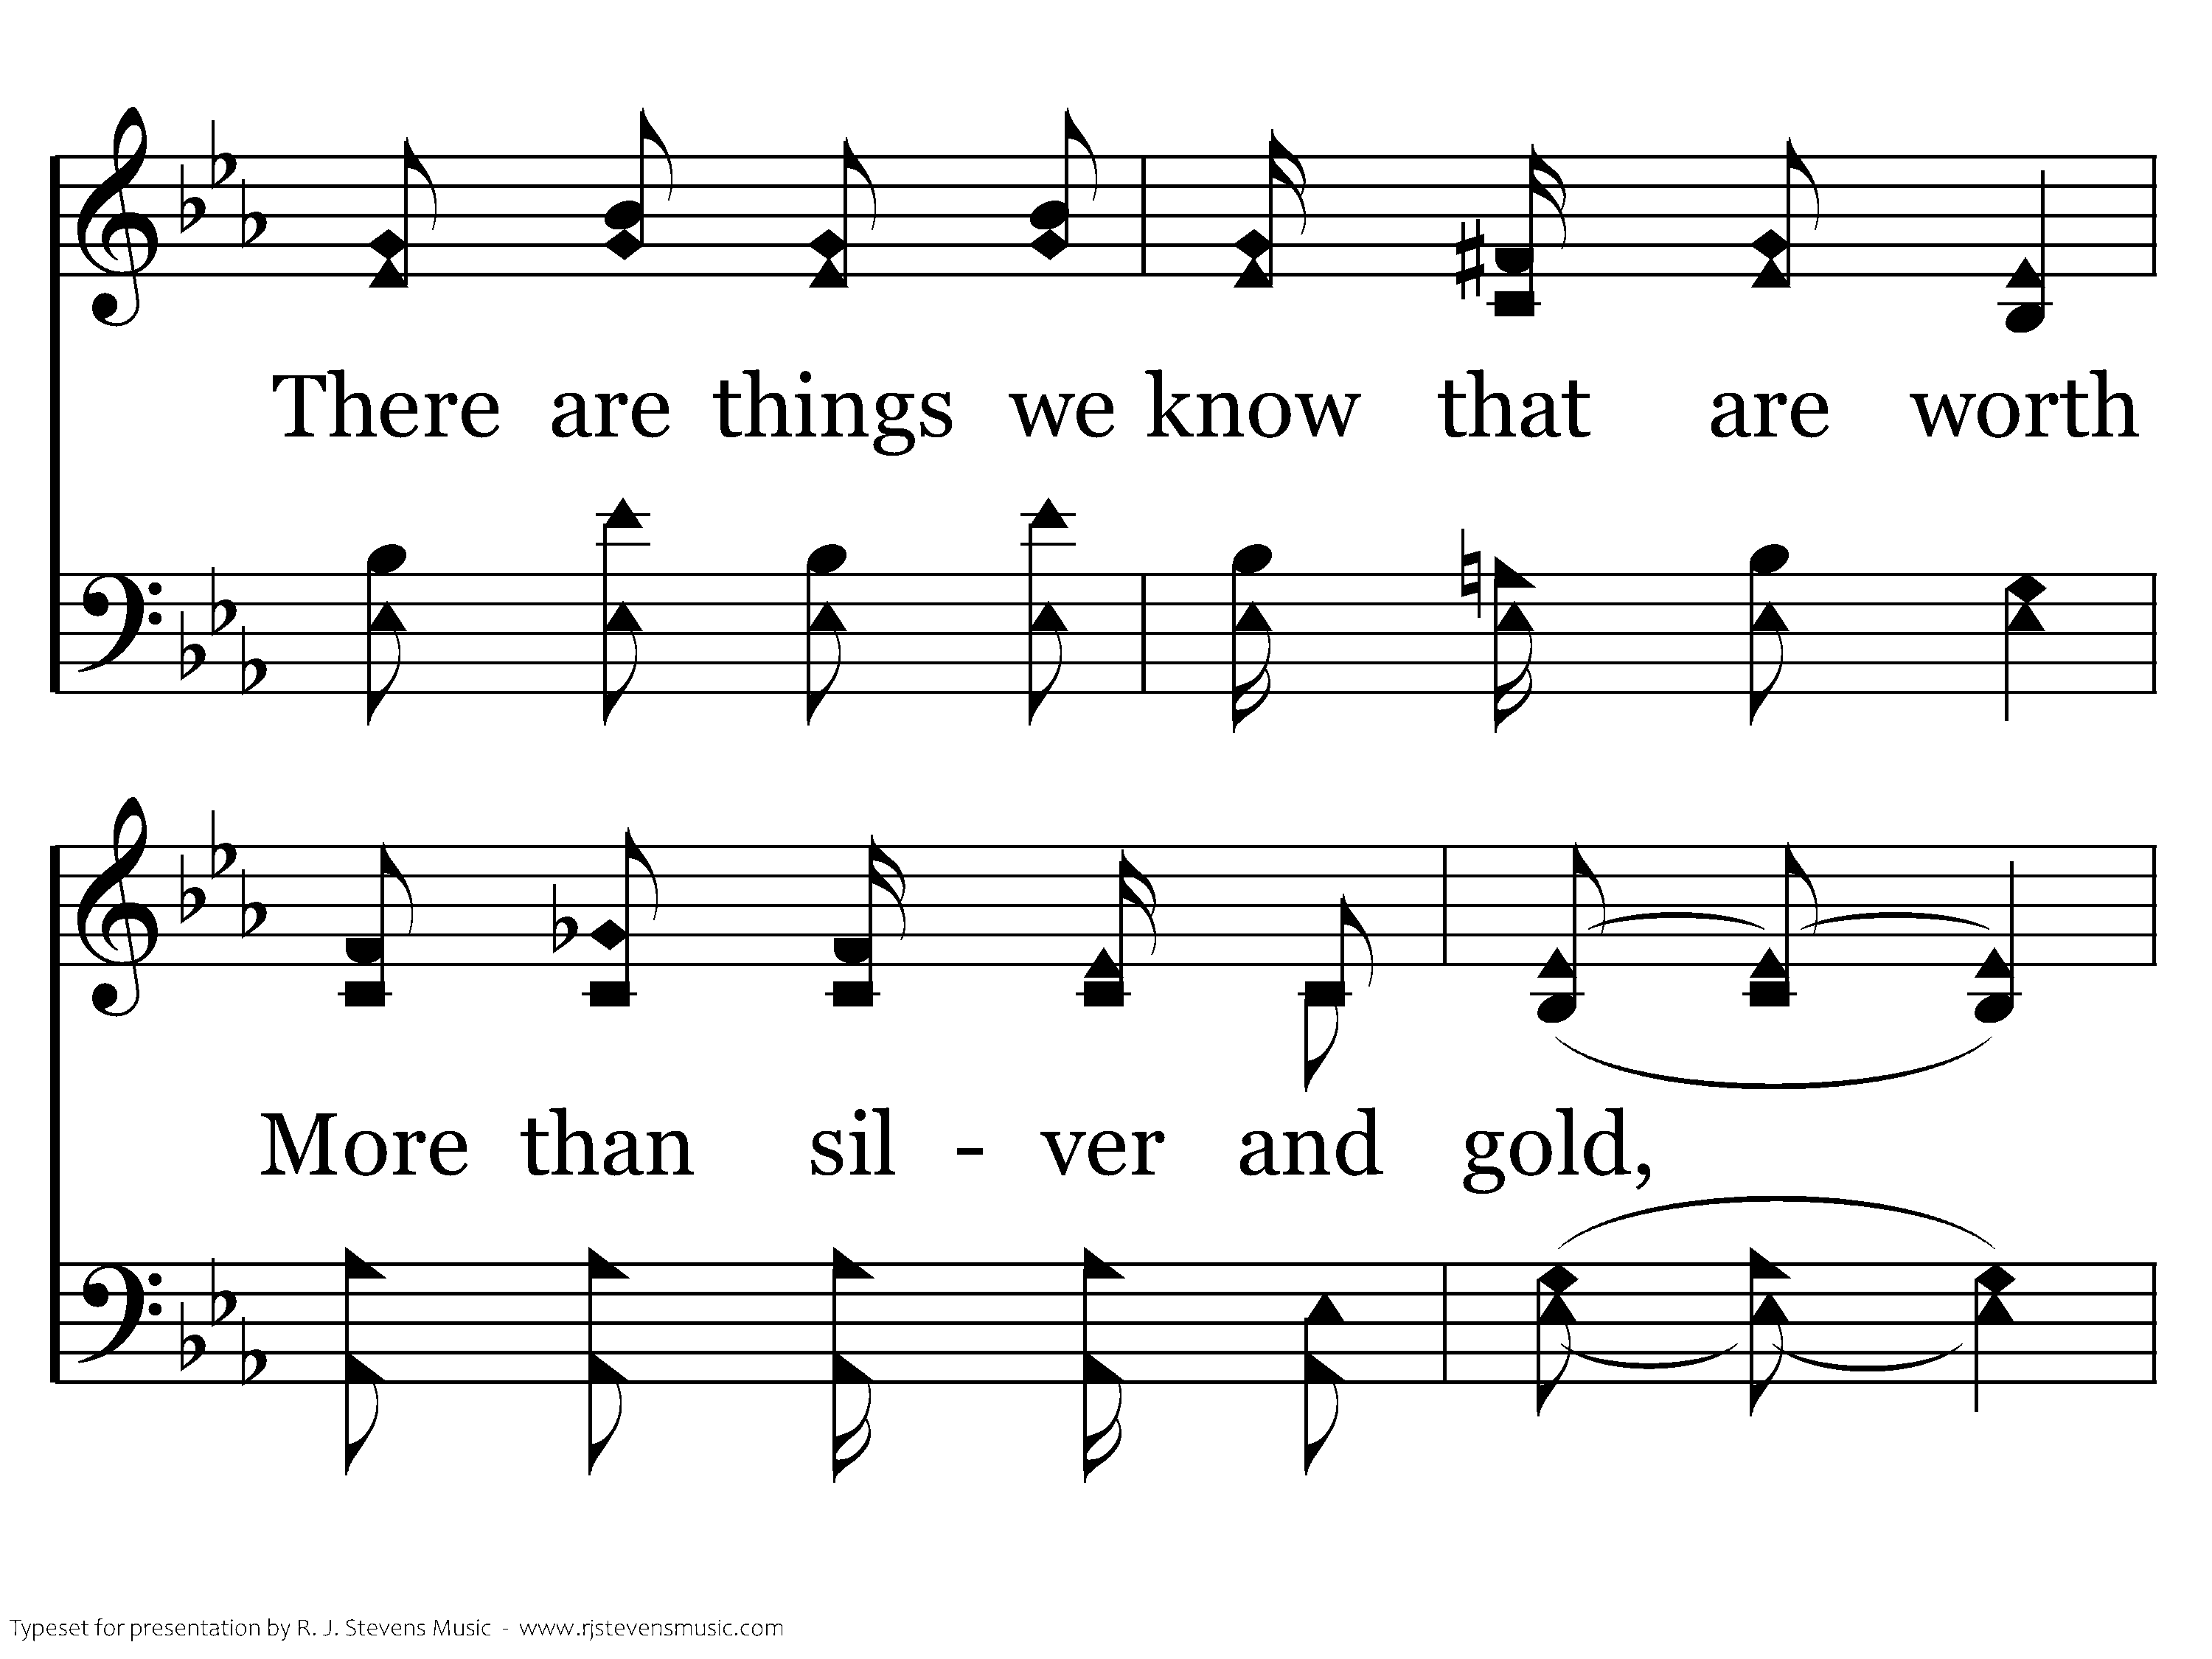 There are things we know that are worth
More than sil - ver and gold,
Typeset for presentation by R. J. Stevens Music - www.rjstevensmusic.com